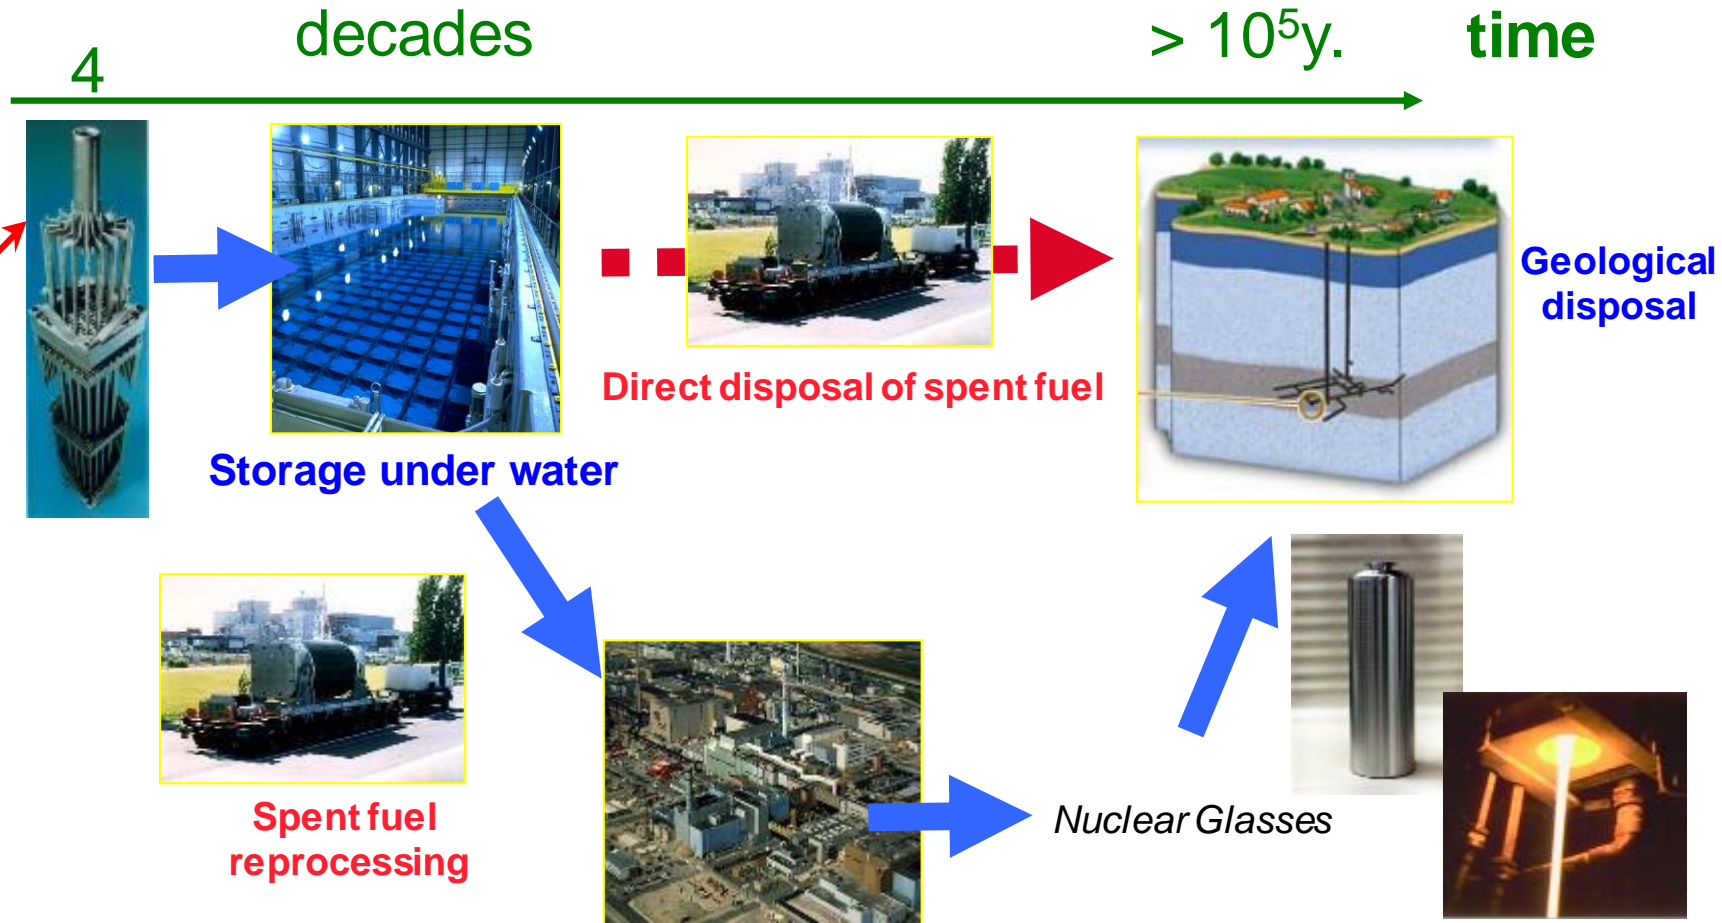 4
decades
> 10⁵y.
time
Geological
disposal
Direct disposal of spent fuel
Storage under water
Spent fuel
reprocessing
Nuclear Glasses